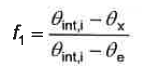 f₁ = (θint,i − θx) / (θint,i − θe)